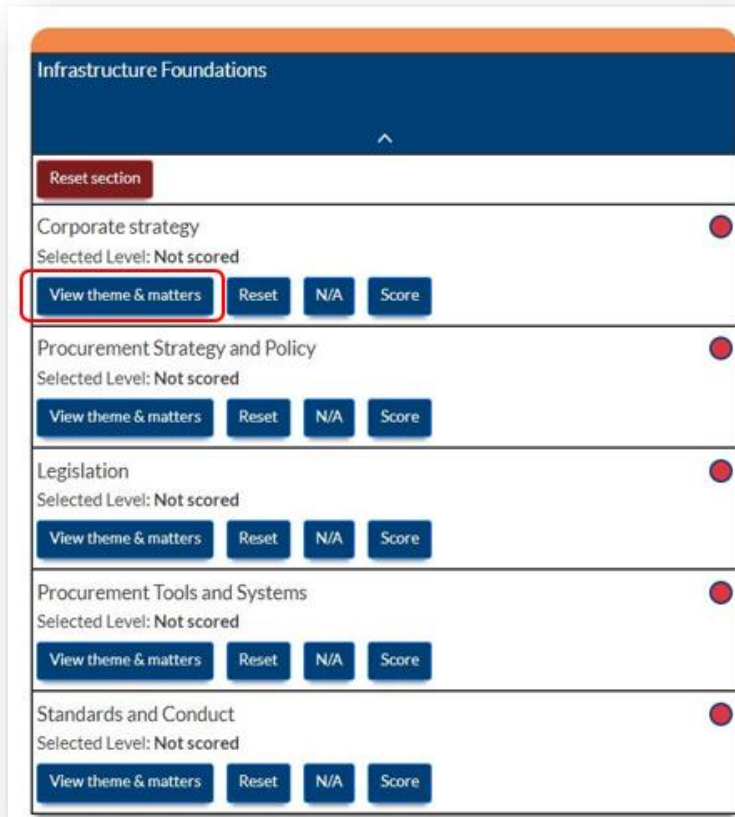 Infrastructure Foundations
Reset section
Corporate strategy
Selected Level: Not scored
View theme & matters Reset N/A Score
Procurement Strategy and Policy
Selected Level: Not scored
View theme & matters Reset N/A Score
Legislation
Selected Level: Not scored
View theme & matters Reset N/A Score
Procurement Tools and Systems
Selected Level: Not scored
View theme & matters Reset N/A Score
Standards and Conduct
Selected Level: Not scored
View theme & matters Reset N/A Score